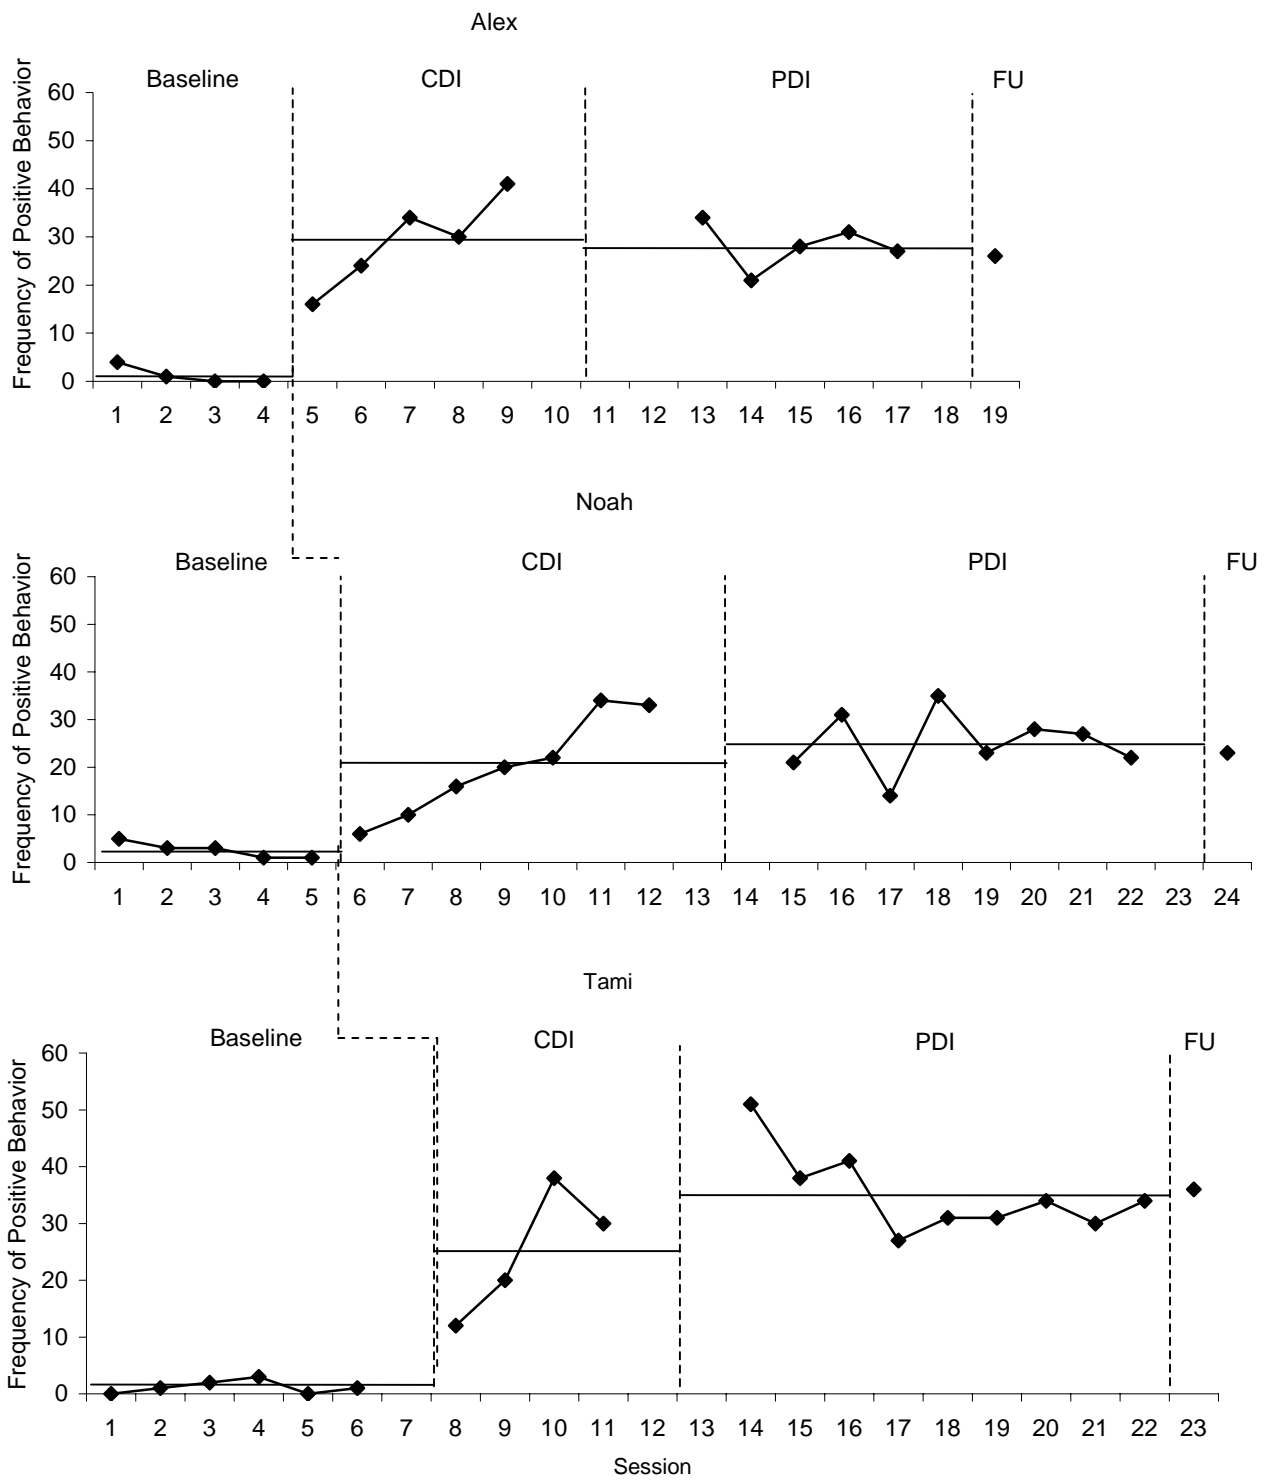 Alex
Baseline CDI PDI FU
Frequency of Positive Behavior
60
50
40
30
20
10
0
1 2 3 4 5 6 7 8 9 10 11 12 13 14 15 16 17 18 19
Noah
Baseline CDI PDI FU
Frequency of Positive Behavior
60
50
40
30
20
10
0
1 2 3 4 5 6 7 8 9 10 11 12 13 14 15 16 17 18 19 20 21 22 23 24
Tami
Baseline CDI PDI FU
Frequency of Positive Behavior
60
50
40
30
20
10
0
1 2 3 4 5 6 7 8 9 10 11 12 13 14 15 16 17 18 19 20 21 22 23
Session